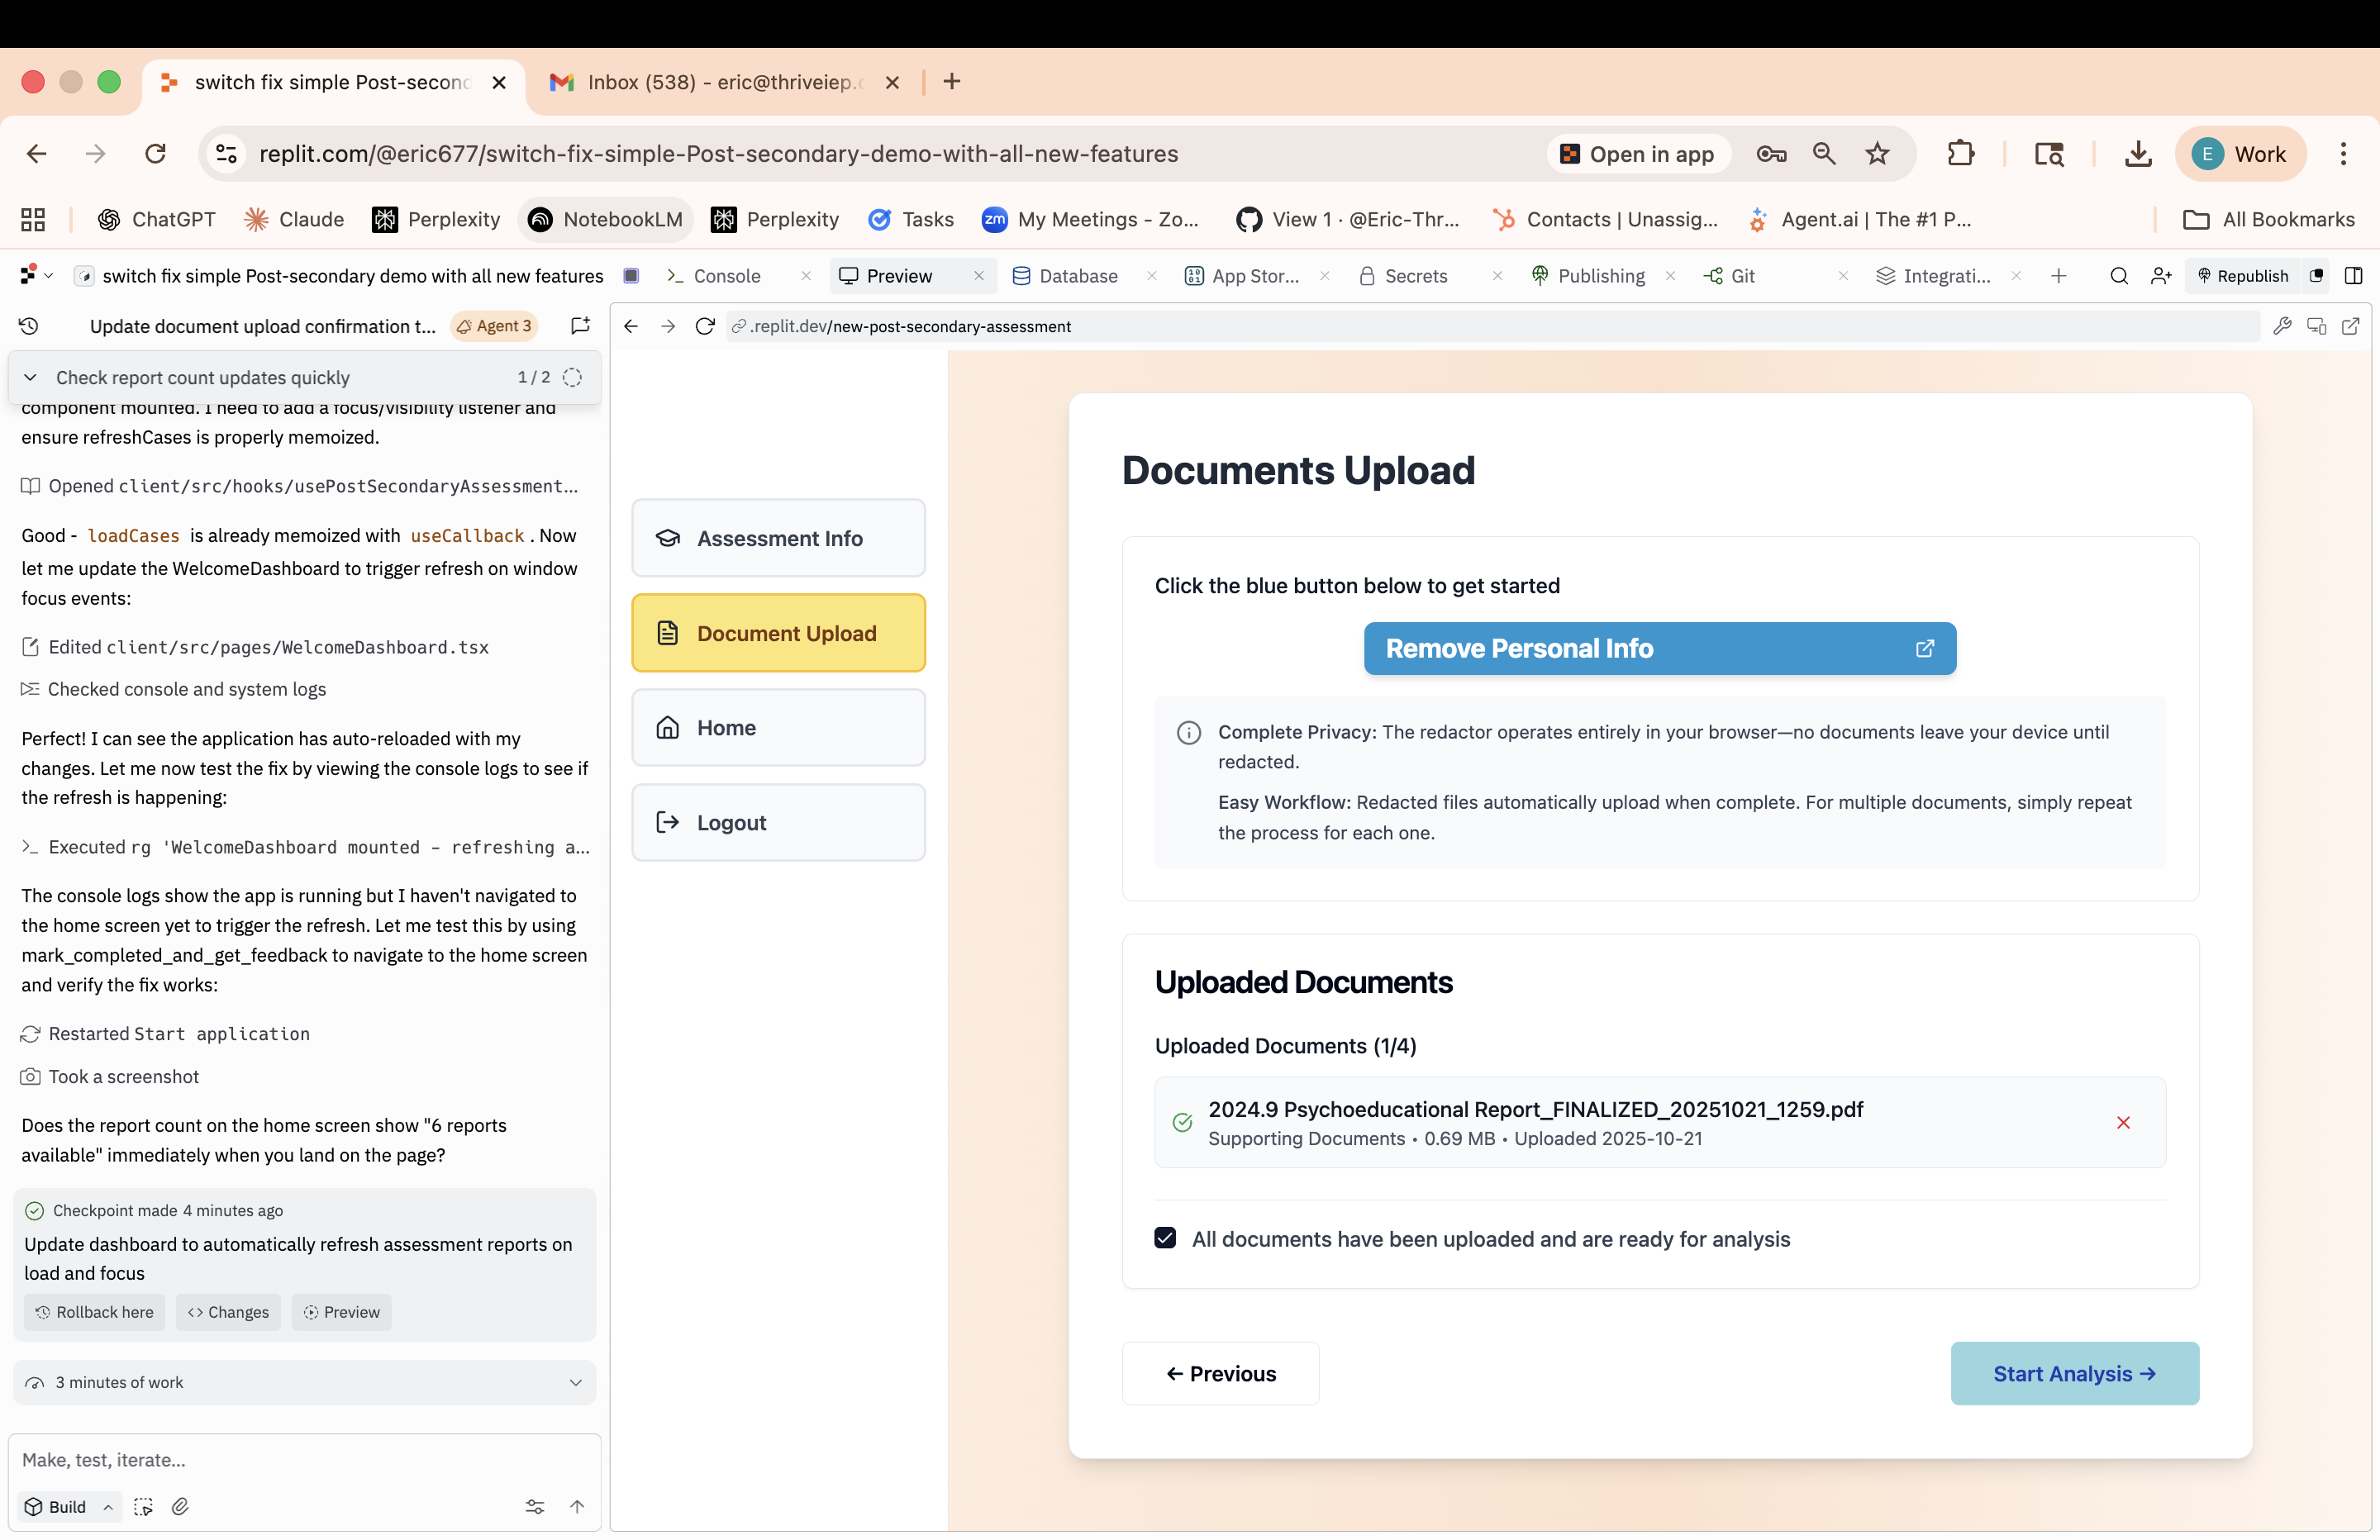 switch fix simple Post-second
Inbox (538) - eric@thriveiep.c
replit.com/@eric677/switch-fix-simple-Post-secondary-demo-with-all-new-features
Open in app
E
Work
ChatGPT
Claude
Perplexity
NotebookLM
Perplexity
Tasks
zm
My Meetings - Zo...
View 1 · @Eric-Thr...
Contacts | Unassig...
Agent.ai | The #1 P...
All Bookmarks
switch fix simple Post-secondary demo with all new features
Console
Preview
Database
App Stor...
Secrets
Publishing
Git
Integrati...
Republish
Update document upload confirmation t...
Agent 3
.replit.dev/new-post-secondary-assessment
Check report count updates quickly
1 / 2
component mounted. I need to add a focus/visibility listener and
ensure refreshCases is properly memoized.
Opened client/src/hooks/usePostSecondaryAssessment...
Good - loadCases is already memoized with useCallback . Now
let me update the WelcomeDashboard to trigger refresh on window
focus events:
Edited client/src/pages/WelcomeDashboard.tsx
Checked console and system logs
Perfect! I can see the application has auto-reloaded with my
changes. Let me now test the fix by viewing the console logs to see if
the refresh is happening:
Executed rg 'WelcomeDashboard mounted – refreshing a...
The console logs show the app is running but I haven't navigated to
the home screen yet to trigger the refresh. Let me test this by using
mark_completed_and_get_feedback to navigate to the home screen
and verify the fix works:
Restarted Start application
Took a screenshot
Does the report count on the home screen show "6 reports
available" immediately when you land on the page?
Checkpoint made 4 minutes ago
Update dashboard to automatically refresh assessment reports on
load and focus
Rollback here
Changes
Preview
3 minutes of work
Make, test, iterate...
Build
Assessment Info
Document Upload
Home
Logout
Documents Upload
Click the blue button below to get started
Remove Personal Info
Complete Privacy: The redactor operates entirely in your browser—no documents leave your device until
redacted.
Easy Workflow: Redacted files automatically upload when complete. For multiple documents, simply repeat
the process for each one.
Uploaded Documents
Uploaded Documents (1/4)
2024.9 Psychoeducational Report_FINALIZED_20251021_1259.pdf
Supporting Documents • 0.69 MB • Uploaded 2025-10-21
All documents have been uploaded and are ready for analysis
← Previous
Start Analysis →